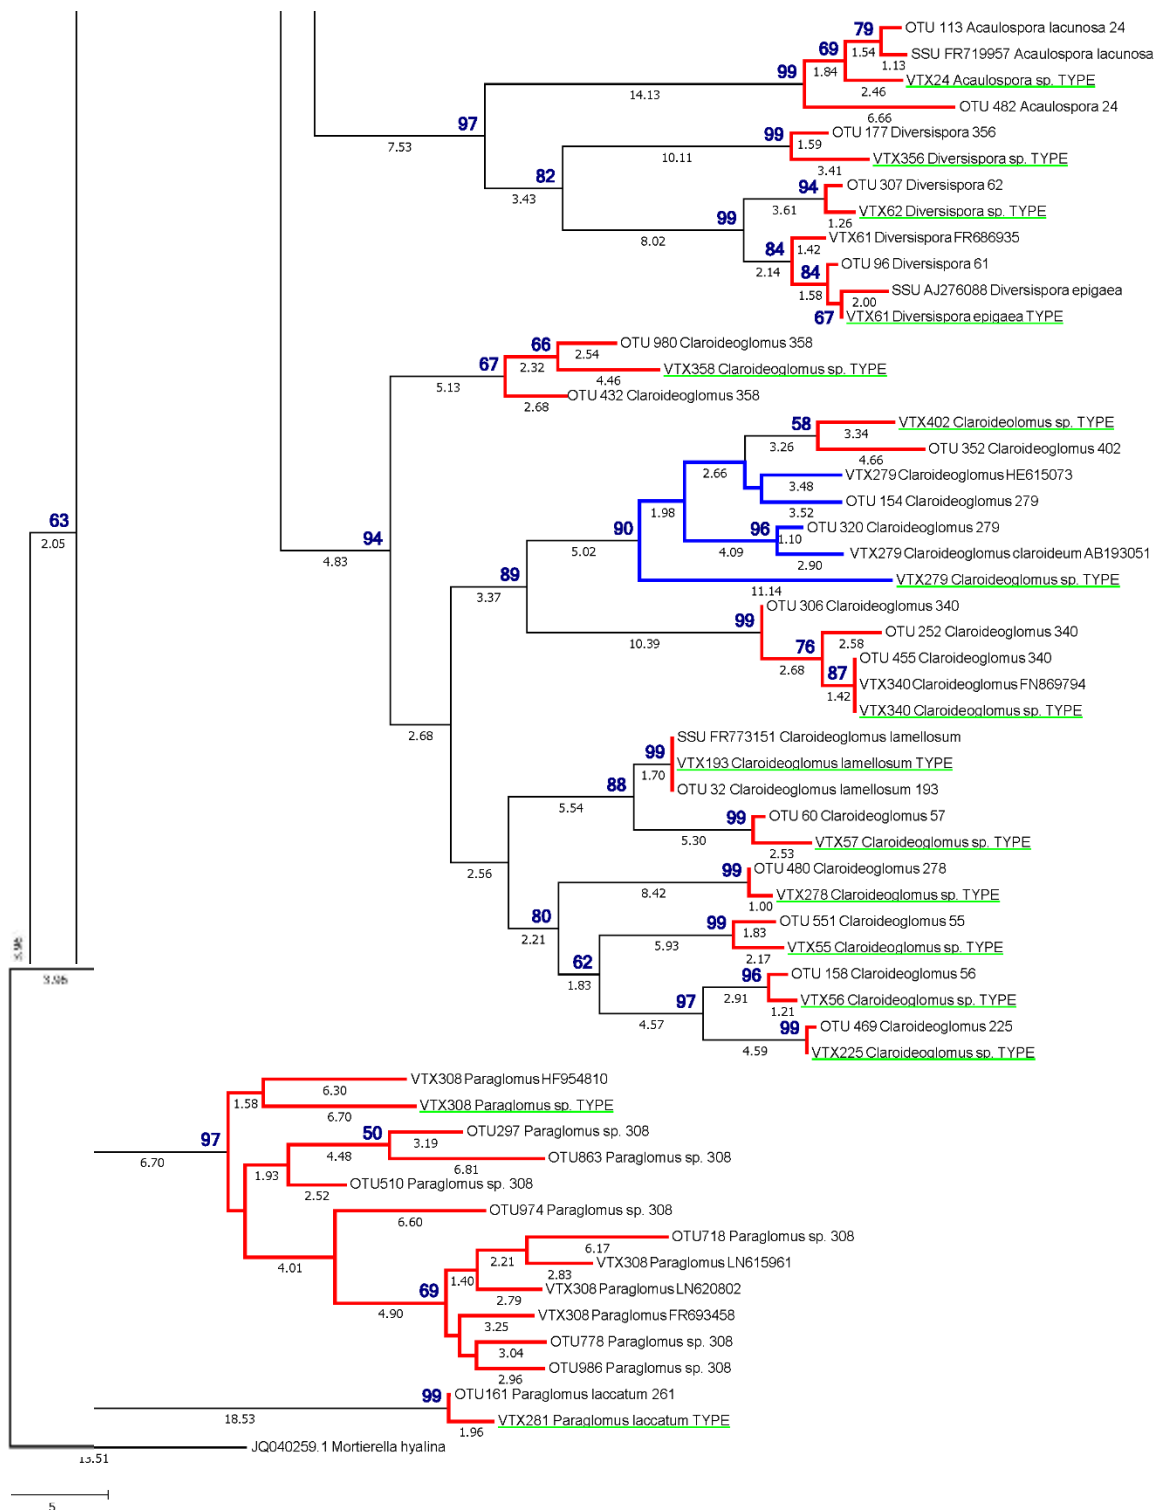 79
OTU 113 Acaulospora lacunosa 24
69
1.54
SSU FR719957 Acaulospora lacunosa
1.13
99
1.84
VTX24 Acaulospora sp. TYPE
2.46
14.13
OTU 482 Acaulospora 24
6.66
97
7.53
99
OTU 177 Diversispora 356
1.59
10.11
VTX356 Diversispora sp. TYPE
3.41
82
3.43
94
OTU 307 Diversispora 62
3.61
VTX62 Diversispora sp. TYPE
1.26
99
8.02
VTX61 Diversispora FR686935
1.42
84
2.14
84
OTU 96 Diversispora 61
1.58
SSU AJ276088 Diversispora epigaea
2.00
67
VTX61 Diversispora epigaea TYPE
66
OTU 980 Claroideoglomus 358
2.54
67
2.32
VTX358 Claroideoglomus sp. TYPE
4.46
5.13
OTU 432 Claroideoglomus 358
2.68
58
VTX402 Claroideolomus sp. TYPE
3.34
3.26
OTU 352 Claroideoglomus 402
4.66
2.66
VTX279 Claroideoglomus HE615073
3.48
OTU 154 Claroideoglomus 279
3.52
1.98
63
2.05
90
96
OTU 320 Claroideoglomus 279
1.10
94
4.83
5.02
4.09
VTX279 Claroideoglomus claroideum AB193051
2.90
89
3.37
VTX279 Claroideoglomus sp. TYPE
11.14
OTU 306 Claroideoglomus 340
99
10.39
OTU 252 Claroideoglomus 340
2.58
76
2.68
OTU 455 Claroideoglomus 340
87
VTX340 Claroideoglomus FN869794
1.42
VTX340 Claroideoglomus sp. TYPE
2.68
SSU FR773151 Claroideoglomus lamellosum
99
VTX193 Claroideoglomus lamellosum TYPE
1.70
88
OTU 32 Claroideoglomus lamellosum 193
5.54
99
OTU 60 Claroideoglomus 57
5.30
VTX57 Claroideoglomus sp. TYPE
2.53
2.56
99
OTU 480 Claroideoglomus 278
8.42
VTX278 Claroideoglomus sp. TYPE
1.00
80
2.21
99
OTU 551 Claroideoglomus 55
1.83
5.93
VTX55 Claroideoglomus sp. TYPE
2.17
62
1.83
96
OTU 158 Claroideoglomus 56
2.91
VTX56 Claroideoglomus sp. TYPE
1.21
97
4.57
99
OTU 469 Claroideoglomus 225
4.59
VTX225 Claroideoglomus sp. TYPE
3.96
3.96
VTX308 Paraglomus HF954810
6.30
1.58
VTX308 Paraglomus sp. TYPE
6.70
97
6.70
50
OTU297 Paraglomus sp. 308
3.19
4.48
OTU863 Paraglomus sp. 308
6.81
1.93
OTU510 Paraglomus sp. 308
2.52
OTU974 Paraglomus sp. 308
6.60
4.01
OTU718 Paraglomus sp. 308
6.17
2.21
VTX308 Paraglomus LN615961
2.83
1.40
VTX308 Paraglomus LN620802
2.79
69
4.90
VTX308 Paraglomus FR693458
3.25
OTU778 Paraglomus sp. 308
3.04
OTU986 Paraglomus sp. 308
2.96
99
OTU161 Paraglomus laccatum 261
18.53
VTX281 Paraglomus laccatum TYPE
1.96
JQ040259.1 Mortierella hyalina
13.51
5